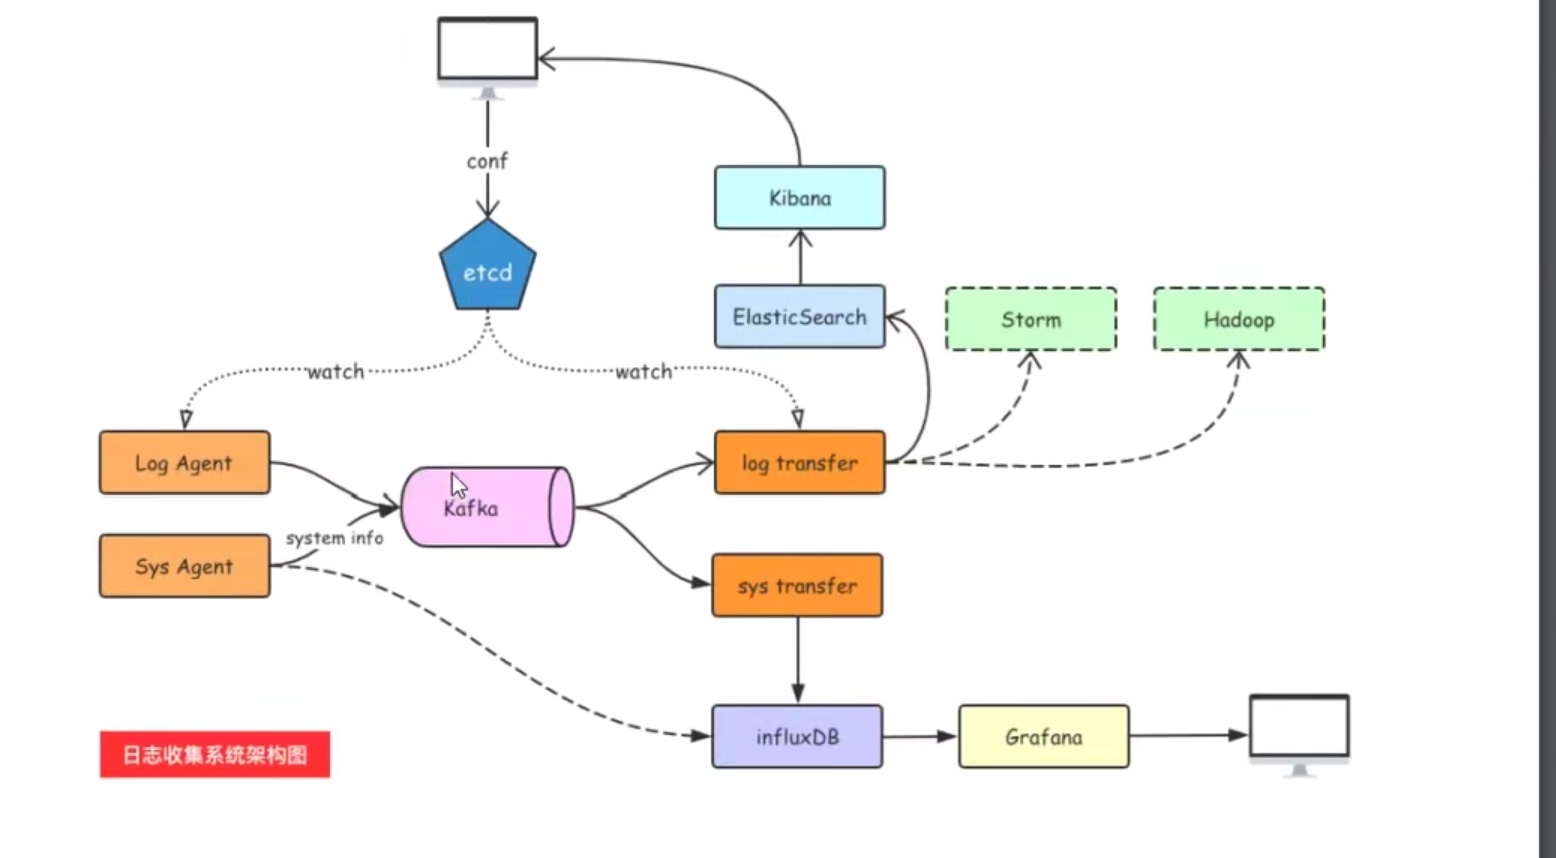 conf
Kibana
etcd
ElasticSearch
Storm
Hadoop
watch
watch
Log Agent
log transfer
Kafka
system info
Sys Agent
sys transfer
influxDB
Grafana
日志收集系统架构图